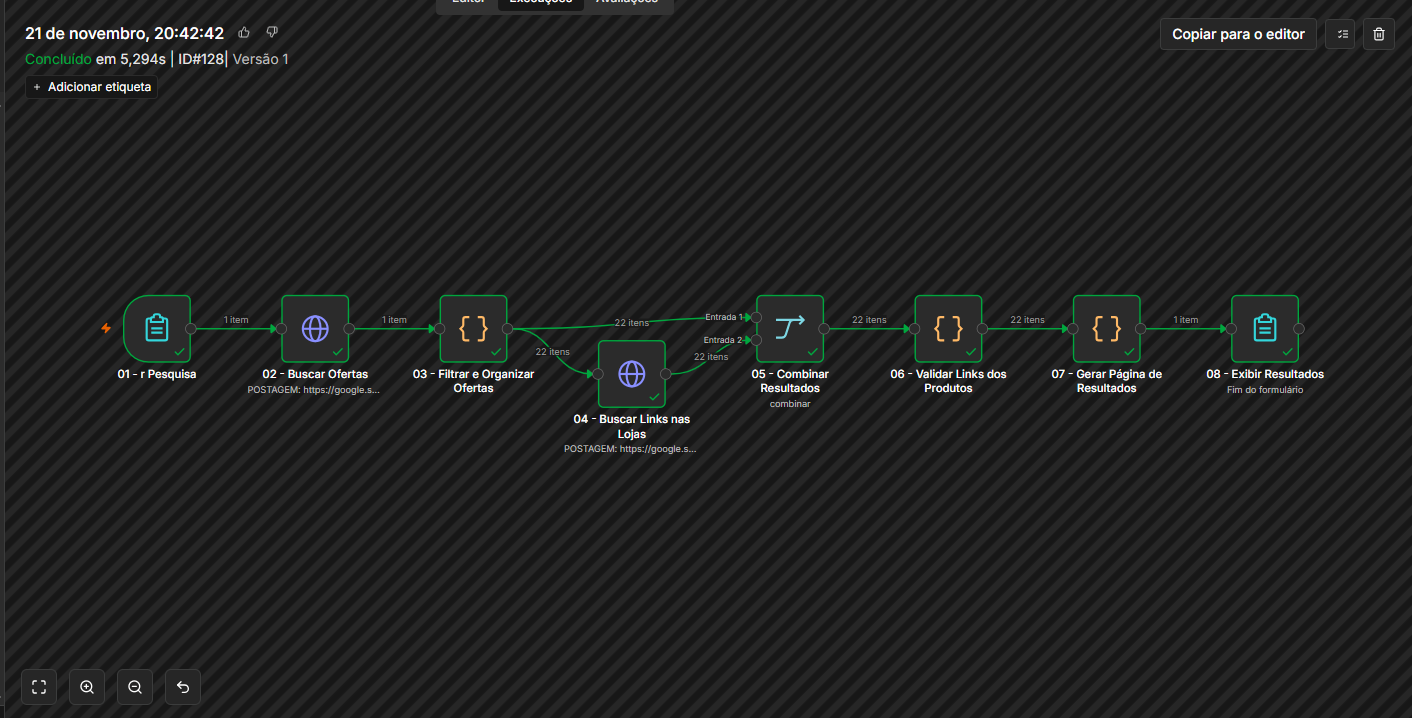 Editor Execuções Avaliações
21 de novembro, 20:42:42
Copiar para o editor
Concluído em 5,294s | ID#128| Versão 1
+ Adicionar etiqueta
1 item
1 item
22 itens
22 itens
Entrada 1
Entrada 2
22 itens
22 itens
22 itens
1 item
01 - r Pesquisa
02 - Buscar Ofertas
POSTAGEM: https://google.s...
03 - Filtrar e Organizar
Ofertas
04 - Buscar Links nas
Lojas
POSTAGEM: https://google.s...
05 - Combinar
Resultados
combinar
06 - Validar Links dos
Produtos
07 - Gerar Página de
Resultados
08 - Exibir Resultados
Fim do formulário